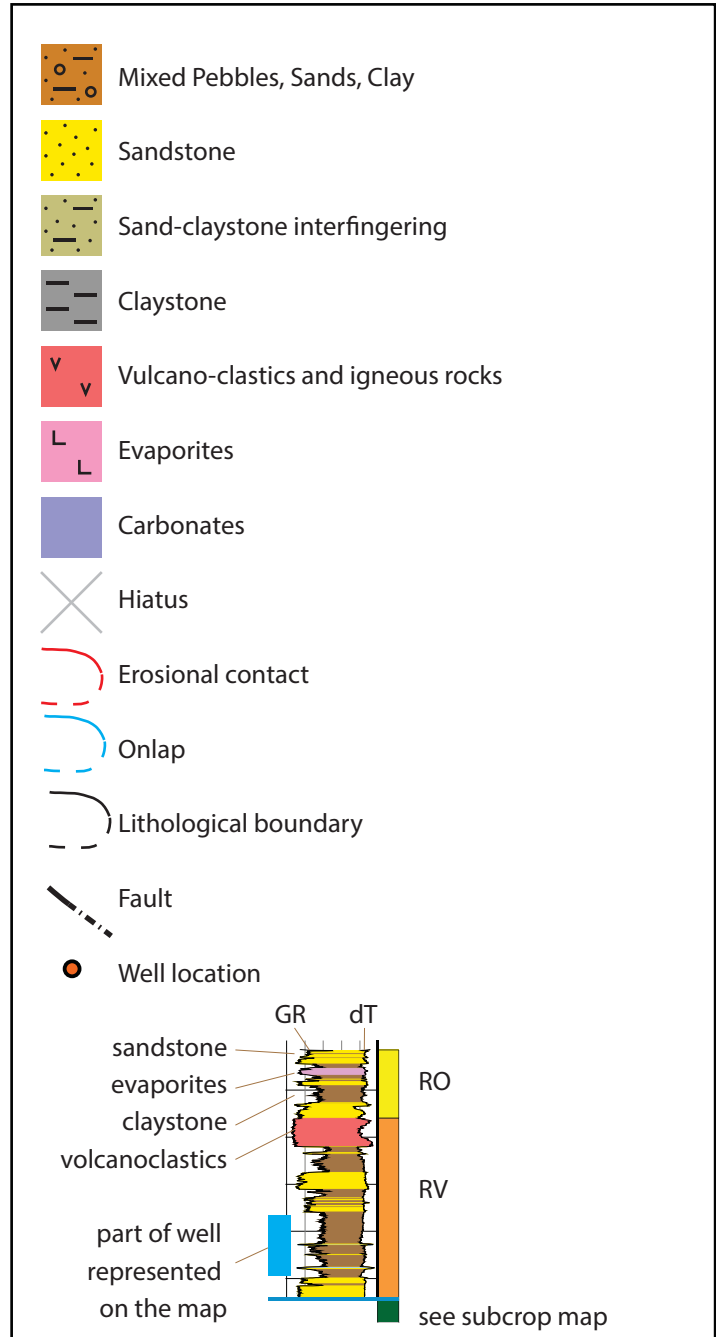 Mixed Pebbles, Sands, Clay
Sandstone
Sand-claystone interfingering
Claystone
Vulcano-clastics and igneous rocks
Evaporites
Carbonates
Hiatus
Erosional contact
Onlap
Lithological boundary
Fault
Well location
GR dT
sandstone
evaporites
claystone
volcanoclastics
RO
RV
part of well
represented
on the map
see subcrop map